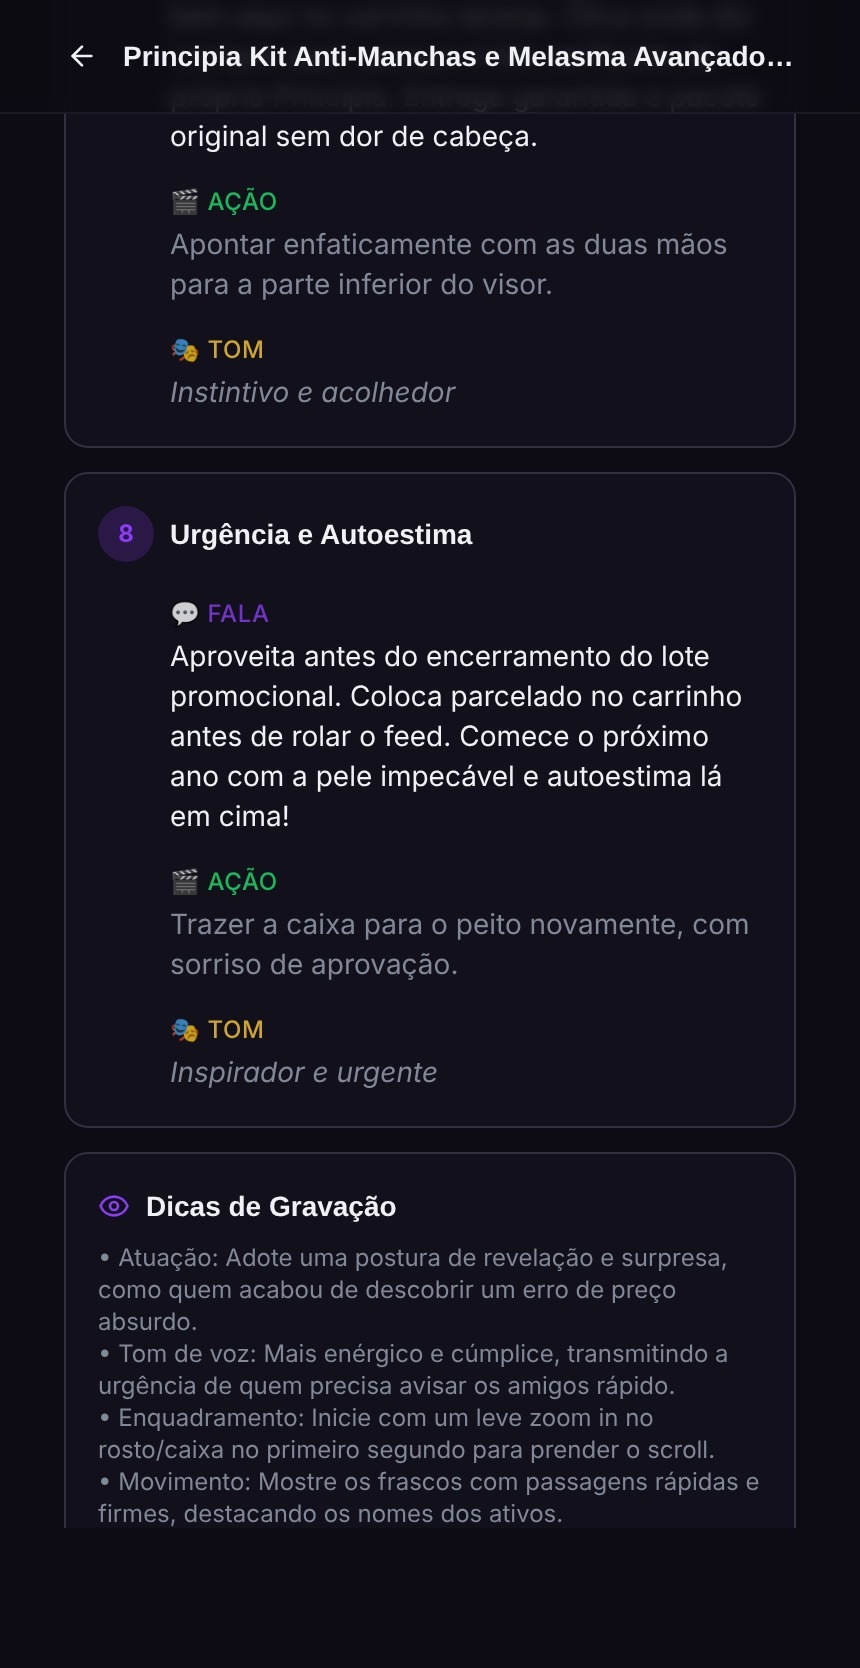 Principia Kit Anti-Manchas e Melasma Avançado...
original sem dor de cabeça.
🎬 AÇÃO
Apontar enfaticamente com as duas mãos
para a parte inferior do visor.
🎭 TOM
Instintivo e acolhedor
8 Urgência e Autoestima
💬 FALA
Aproveita antes do encerramento do lote
promocional. Coloca parcelado no carrinho
antes de rolar o feed. Comece o próximo
ano com a pele impecável e autoestima lá
em cima!
🎬 AÇÃO
Trazer a caixa para o peito novamente, com
sorriso de aprovação.
🎭 TOM
Inspirador e urgente
Dicas de Gravação
• Atuação: Adote uma postura de revelação e surpresa,
como quem acabou de descobrir um erro de preço
absurdo.
• Tom de voz: Mais enérgico e cúmplice, transmitindo a
urgência de quem precisa avisar os amigos rápido.
• Enquadramento: Inicie com um leve zoom in no
rosto/caixa no primeiro segundo para prender o scroll.
• Movimento: Mostre os frascos com passagens rápidas e
firmes, destacando os nomes dos ativos.